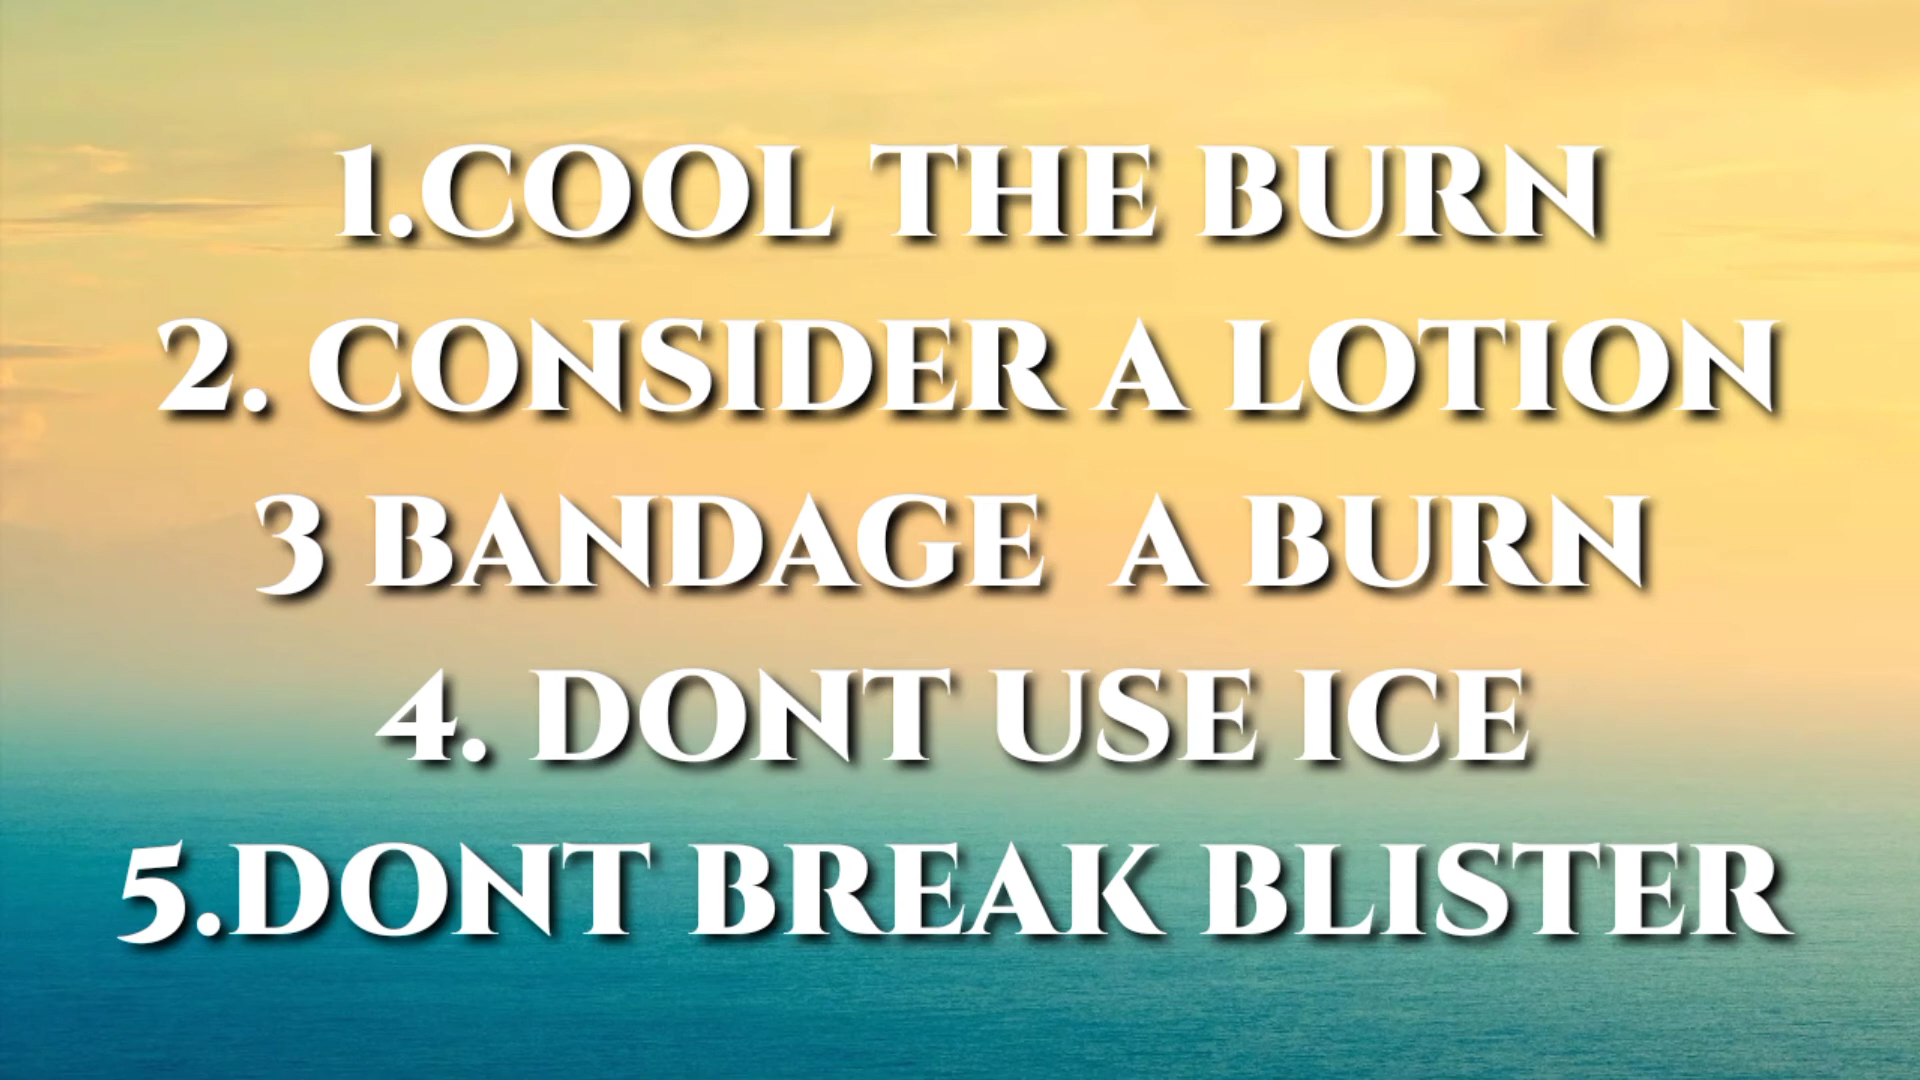 1.COOL THE BURN
2. CONSIDER A LOTION
3 BANDAGE  A BURN
4. DONT USE ICE
5.DONT BREAK BLISTER